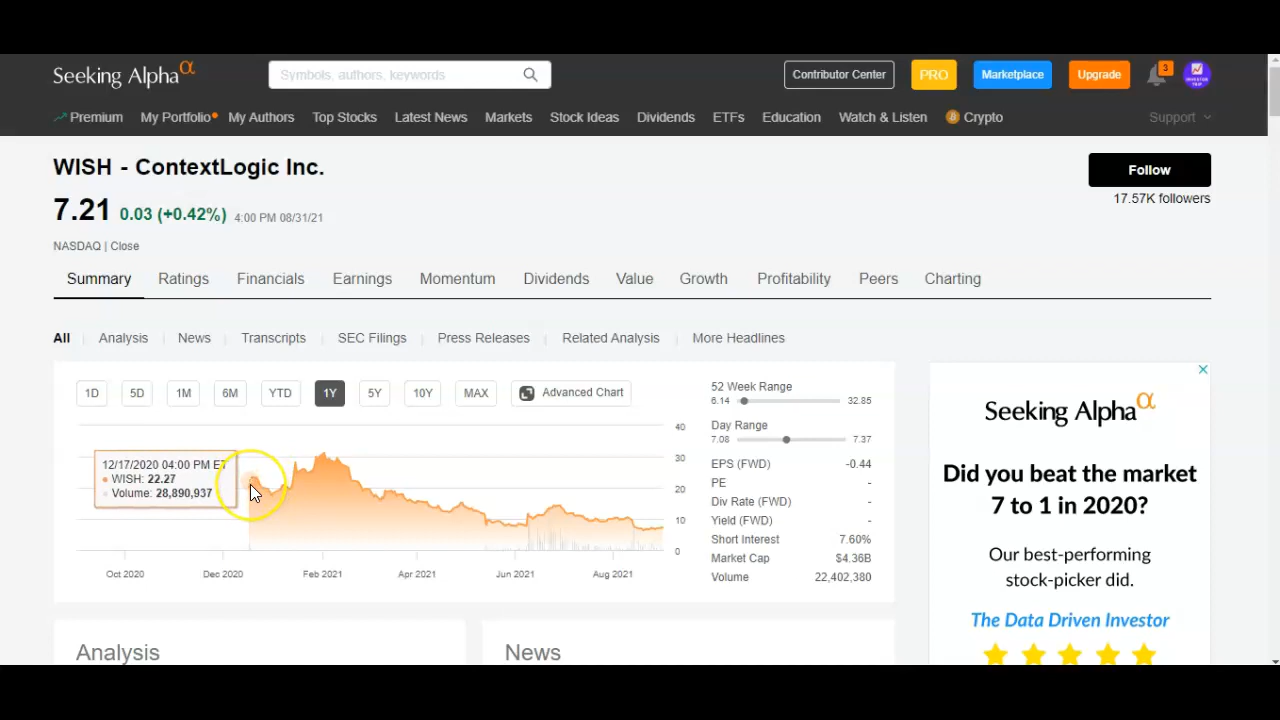 Seeking Alpha α
Symbols, authors, keywords
Contributor Center
PRO
Marketplace
Upgrade
3
Premium My Portfolio My Authors Top Stocks Latest News Markets Stock Ideas Dividends ETFs Education Watch & Listen Crypto Support
WISH - ContextLogic Inc.
Follow
7.21 0.03 (+0.42%) 4:00 PM 08/31/21
17.57K followers
NASDAQ | Close
Summary Ratings Financials Earnings Momentum Dividends Value Growth Profitability Peers Charting
All Analysis News Transcripts SEC Filings Press Releases Related Analysis More Headlines
1D 5D 1M 6M YTD 1Y 5Y 10Y MAX Advanced Chart
40
30
20
10
0
12/17/2020 04:00 PM ET
WISH: 22.27
Volume: 28,890,937
Oct 2020 Dec 2020 Feb 2021 Apr 2021 Jun 2021 Aug 2021
52 Week Range
6.14 32.85
Day Range
7.08 7.37
EPS (FWD) -0.44
PE -
Div Rate (FWD) -
Yield (FWD) -
Short Interest 7.60%
Market Cap $4.36B
Volume 22,402,380
Seeking Alpha α
Did you beat the market
7 to 1 in 2020?
Our best-performing
stock-picker did.
The Data Driven Investor
Analysis
News